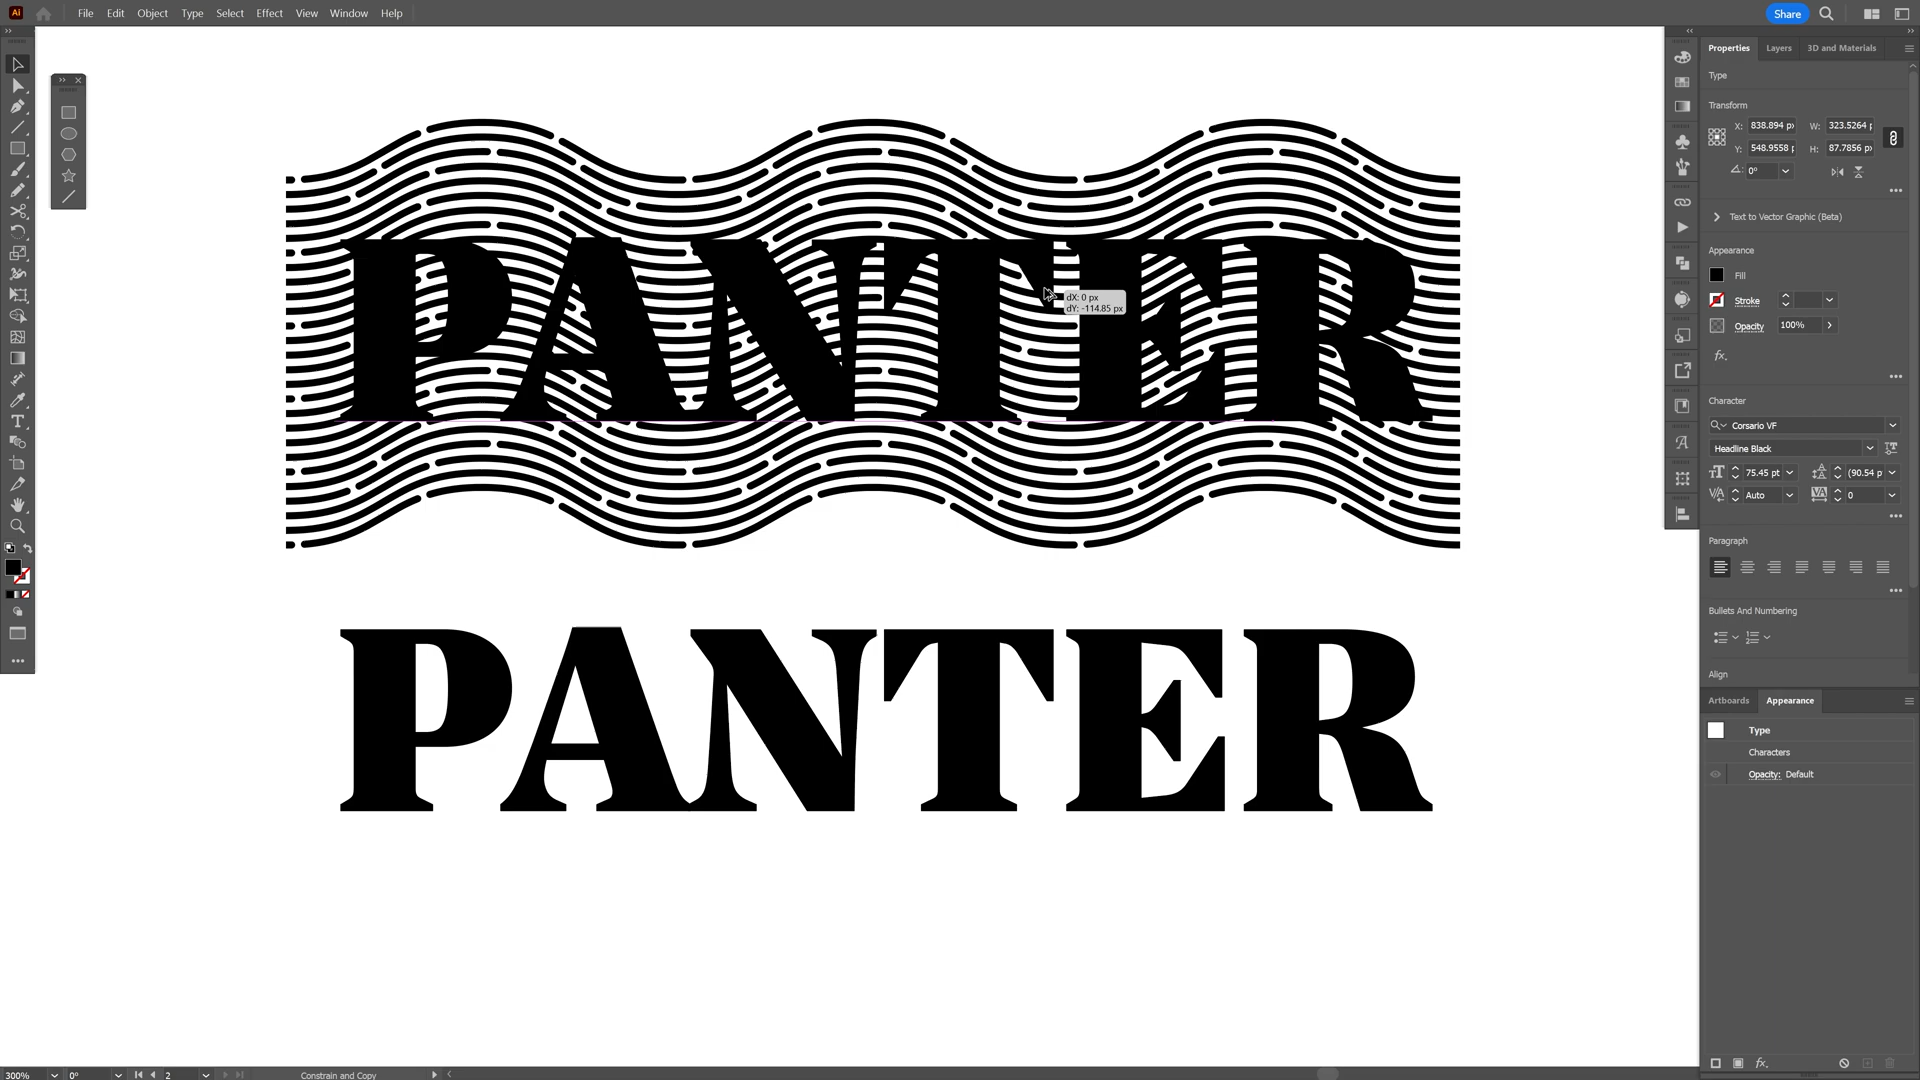 Ai File Edit Object Type Select Effect View Window Help Share
Properties Layers 3D and Materials
Type
Transform
X: 838.894 p W: 323.5264
Y: 548.9558 H: 87.7856 p
0°
Text to Vector Graphic (Beta)
Appearance
Fill
Stroke
Opacity 100%
fx.
Character
Corsario VF
Headline Black
75.45 pt (90.54 p
Auto 0
Paragraph
Bullets And Numbering
Align
Artboards Appearance
Type
Characters
Opacity: Default
PANTER
dX: 0 px
dY: -114.85 px
PANTER
300% 0° 2 Constrain and Copy
fx.